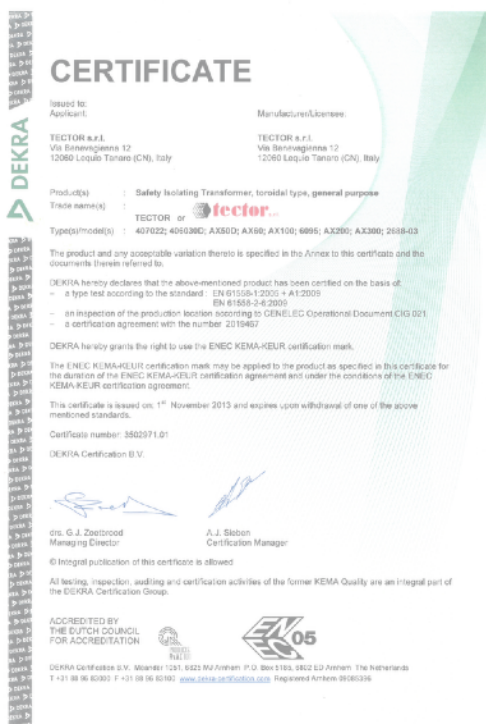 DEKRA
CERTIFICATE
Issued to:
Applicant:
Manufacturer/Licensee:
TECTOR s.r.l.
Via Benevagienna 12
12060 Lequio Tanaro (CN), Italy
TECTOR s.r.l.
Via Benevagienna 12
12060 Lequio Tanaro (CN), Italy
Product(s) : Safety Isolating Transformer, toroidal type, general purpose
Trade name(s) :
TECTOR or tector
Type(s)/model(s) : 407022; 406030D; AX50D; AX60; AX100; 6095; AX200; AX300; 2688-03
The product and any acceptable variation thereto is specified in the Annex to this certificate and the
documents therein referred to.
DEKRA hereby declares that the above-mentioned product has been certified on the basis of:
– a type test according to the standard : EN 61558-1:2005 + A1:2009
EN 61558-2-6:2009
– an inspection of the production location according to CENELEC Operational Document CIG 021
– a certification agreement with the number 2019467
DEKRA hereby grants the right to use the ENEC KEMA-KEUR certification mark.
The ENEC KEMA-KEUR certification mark may be applied to the product as specified in this certificate for
the duration of the ENEC KEMA-KEUR certification agreement and under the conditions of the ENEC
KEMA-KEUR certification agreement.
This certificate is issued on: 1st November 2013 and expires upon withdrawal of one of the above
mentioned standards.
Certificate number: 3502971.01
DEKRA Certification B.V.
drs. G.J. Zoetbrood
Managing Director
A.J. Sieben
Certification Manager
© Integral publication of this certificate is allowed
All testing, inspection, auditing and certification activities of the former KEMA Quality are an integral part of
the DEKRA Certification Group.
ACCREDITED BY
THE DUTCH COUNCIL
FOR ACCREDITATION
ENEC 05
DEKRA Certification B.V. Meander 1051, 6825 MJ Arnhem P.O. Box 5185, 6802 ED Arnhem The Netherlands
T +31 88 96 83000 F +31 88 96 83100 www.dekra-certification.com Registered Arnhem 09085396